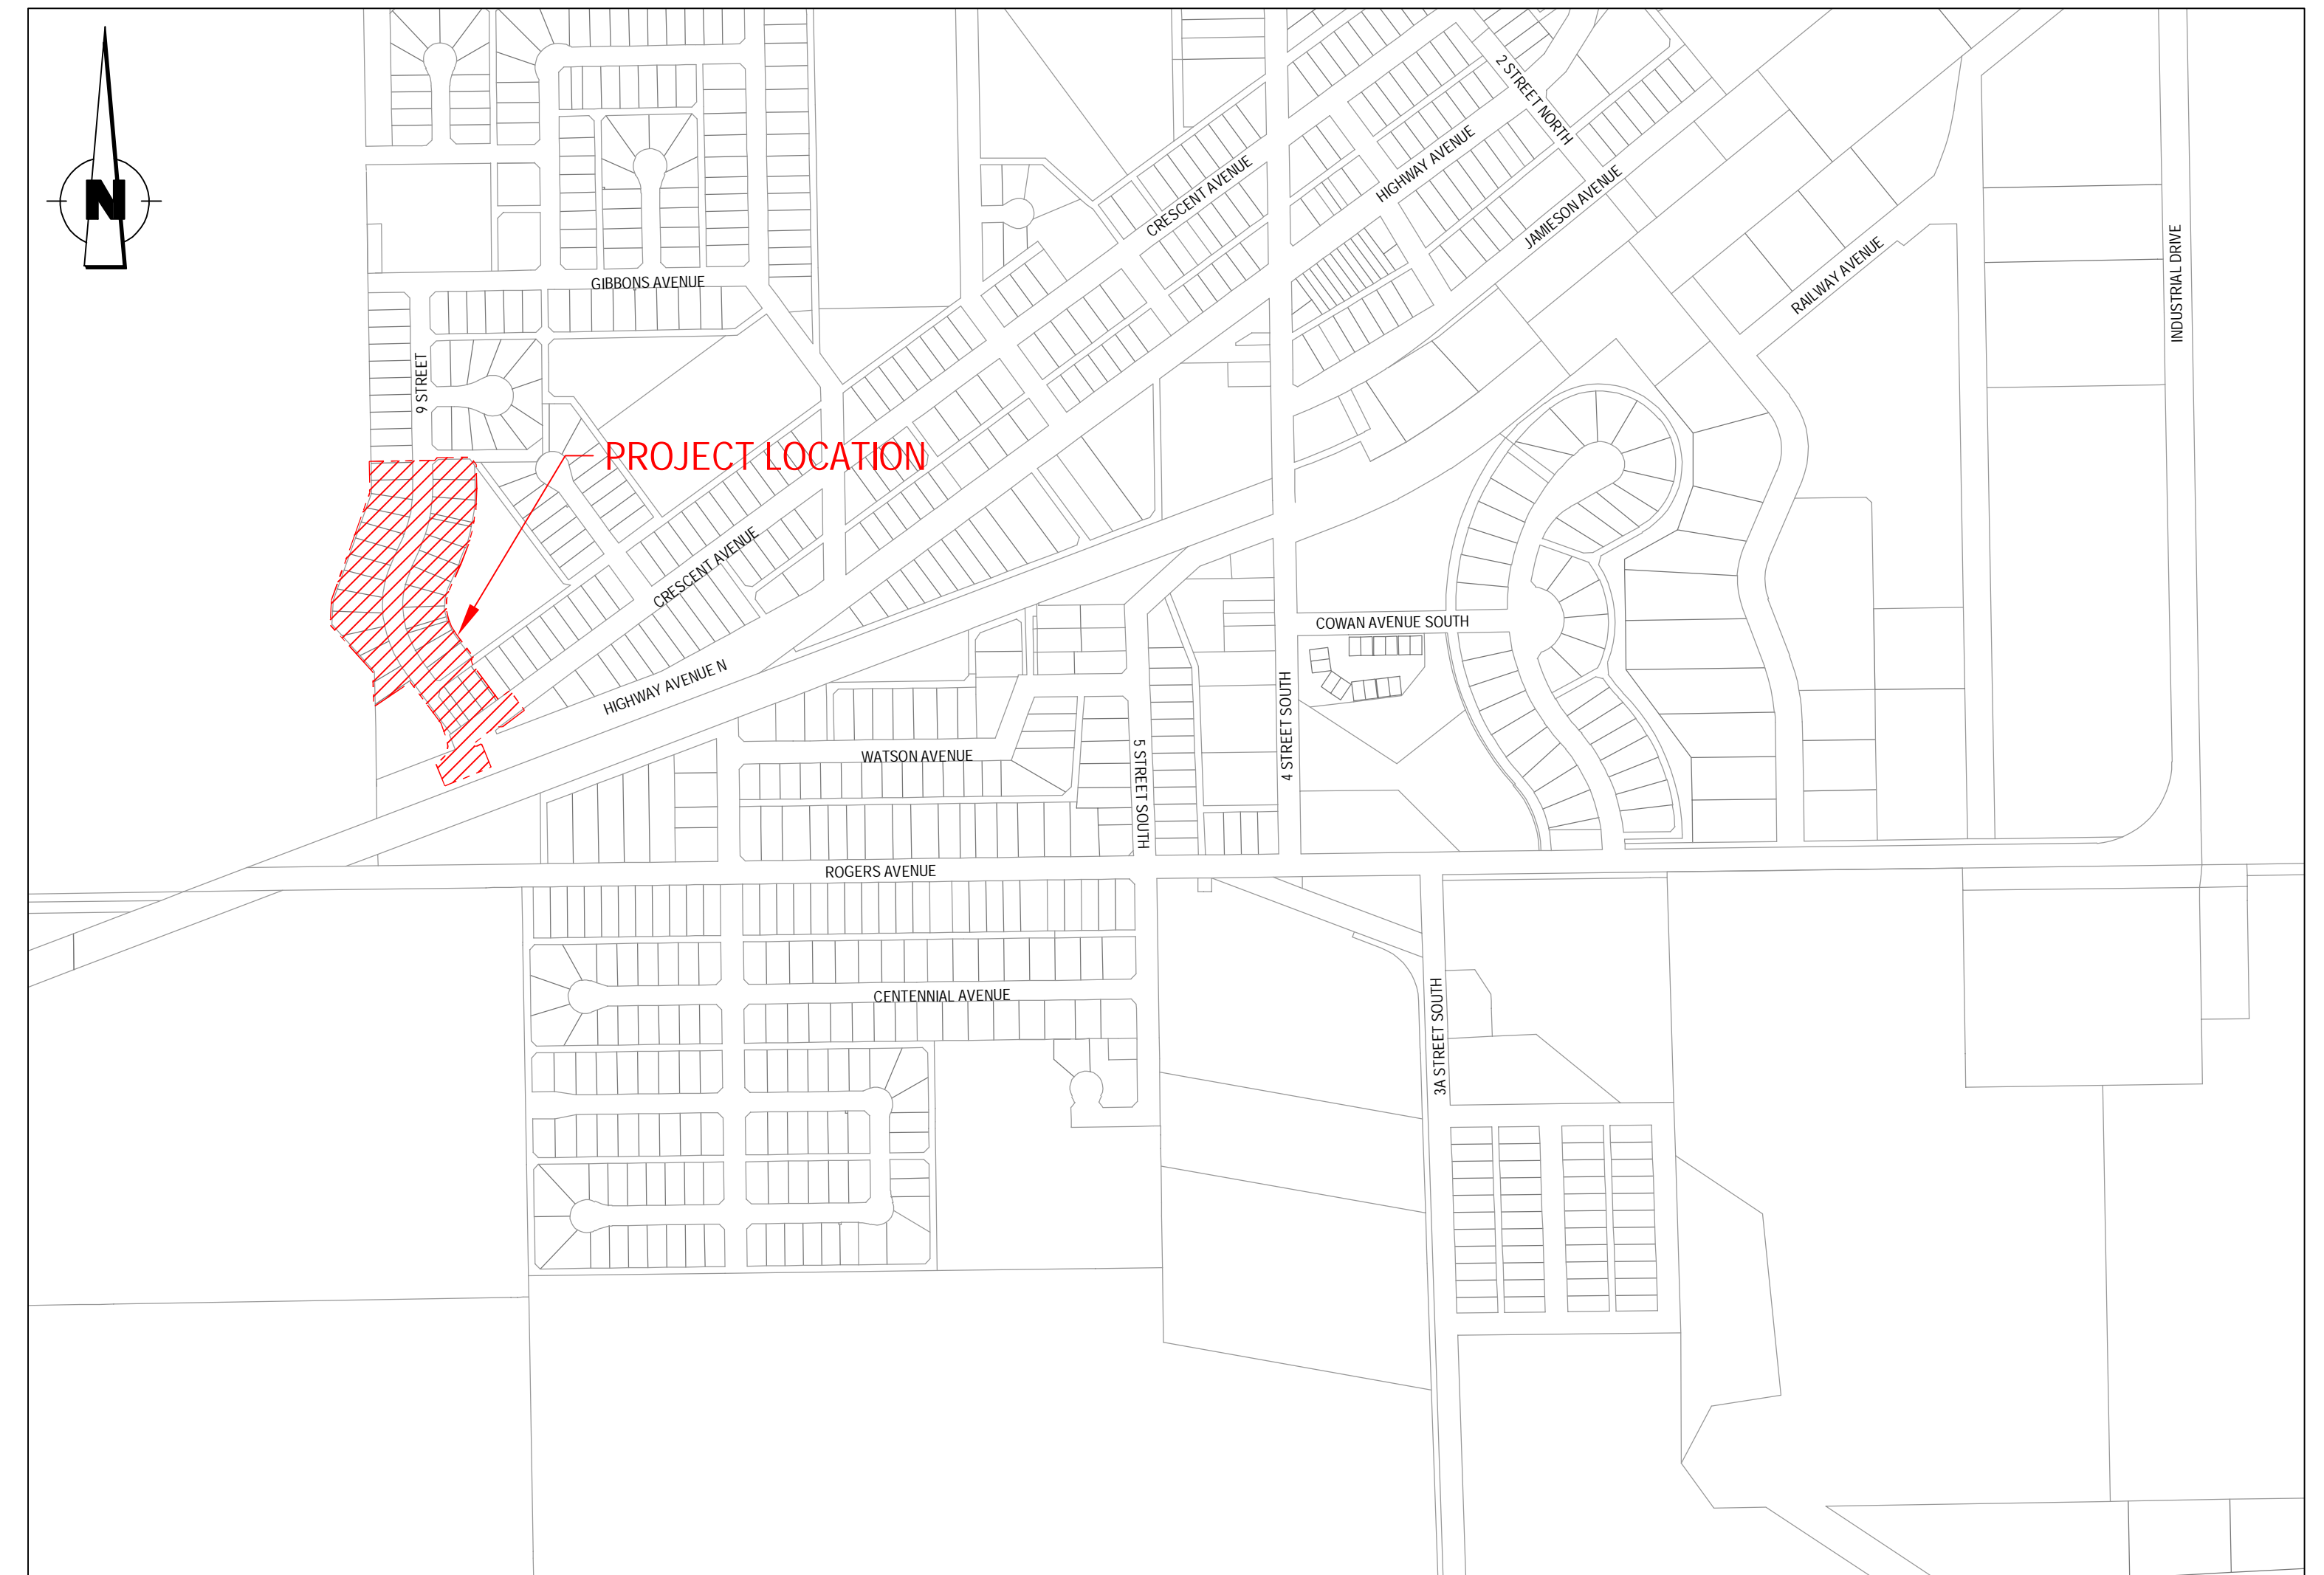 2 STREET NORTH
HIGHWAY AVENUE
CRESCENT AVENUE
JAMIESON AVENUE
N
RAILWAY AVENUE
INDUSTRIAL DRIVE
GIBBONS AVENUE
9 STREET
PROJECT LOCATION
CRESCENT AVENUE
COWAN AVENUE SOUTH
HIGHWAY AVENUE N
4 STREET SOUTH
WATSON AVENUE
5 STREET SOUTH
ROGERS AVENUE
CENTENNIAL AVENUE
3A STREET SOUTH